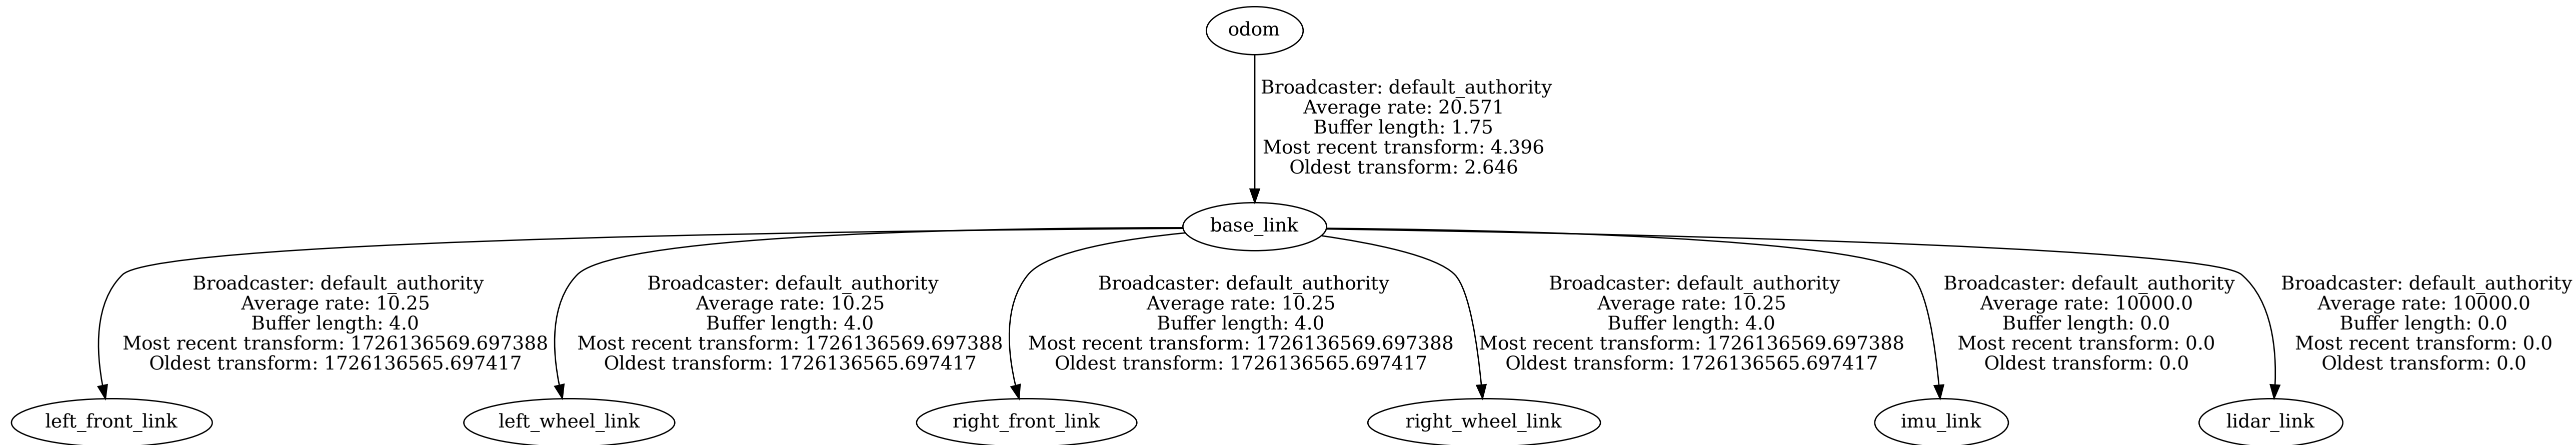 odom
Broadcaster: default_authority
Average rate: 20.571
Buffer length: 1.75
Most recent transform: 4.396
Oldest transform: 2.646
base_link
Broadcaster: default_authority
Average rate: 10.25
Buffer length: 4.0
Most recent transform: 1726136569.697388
Oldest transform: 1726136565.697417
Broadcaster: default_authority
Average rate: 10.25
Buffer length: 4.0
Most recent transform: 1726136569.697388
Oldest transform: 1726136565.697417
Broadcaster: default_authority
Average rate: 10.25
Buffer length: 4.0
Most recent transform: 1726136569.697388
Oldest transform: 1726136565.697417
Broadcaster: default_authority
Average rate: 10.25
Buffer length: 4.0
Most recent transform: 1726136569.697388
Oldest transform: 1726136565.697417
Broadcaster: default_authority
Average rate: 10000.0
Buffer length: 0.0
Most recent transform: 0.0
Oldest transform: 0.0
Broadcaster: default_authority
Average rate: 10000.0
Buffer length: 0.0
Most recent transform: 0.0
Oldest transform: 0.0
left_front_link
left_wheel_link
right_front_link
right_wheel_link
imu_link
lidar_link